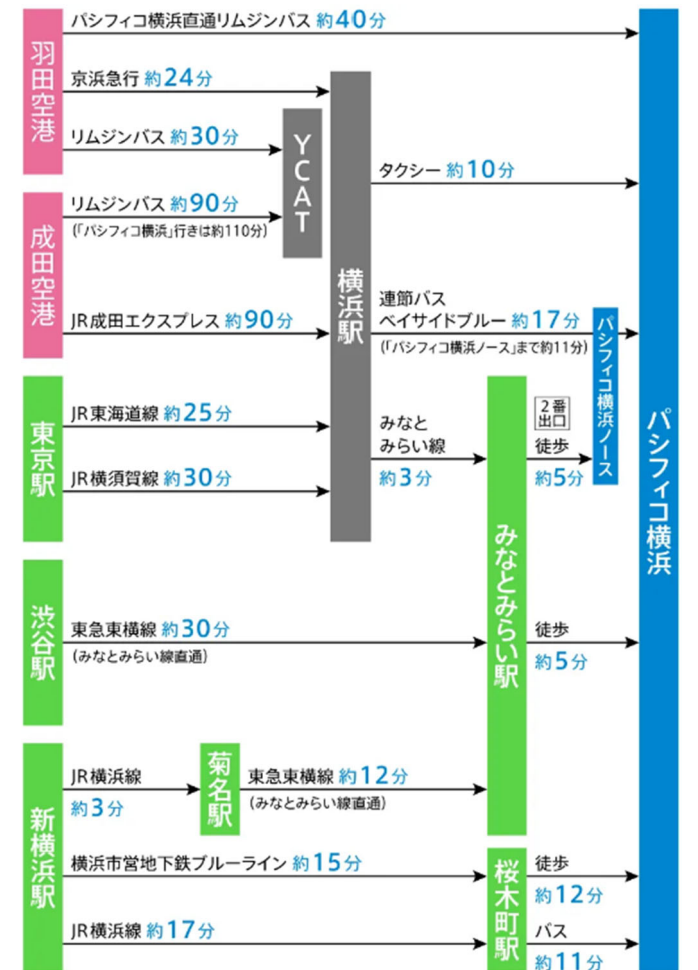 羽田空港
パシフィコ横浜直通リムジンバス 約40分
京浜急行 約24分
リムジンバス 約30分
YCAT
成田空港
リムジンバス 約90分
(「パシフィコ横浜」行きは約110分)
JR成田エクスプレス 約90分
横浜駅
タクシー 約10分
連節バス
ベイサイドブルー 約17分
(「パシフィコ横浜ノース」まで約11分)
パシフィコ横浜ノース
パシフィコ横浜
東京駅
JR東海道線 約25分
JR横須賀線 約30分
みなと
みらい線
約3分
2番
出口
徒歩
約5分
みなとみらい駅
渋谷駅
東急東横線 約30分
(みなとみらい線直通)
徒歩
約5分
新横浜駅
JR横浜線
約3分
菊名駅
東急東横線 約12分
(みなとみらい線直通)
横浜市営地下鉄ブルーライン 約15分
桜木町駅
徒歩
約12分
JR横浜線 約17分
バス
約11分